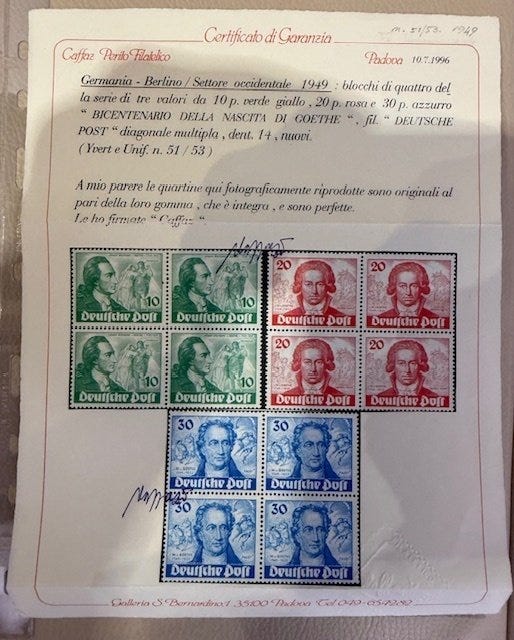 n. 51/53. 1949
Certificato di Garanzia
Caffaz Perito Filatelico
Padova 10.7.1996
Germania - Berlino / Settore occidentale 1949 : blocchi di quattro del
la serie di tre valori da 10 p. verde giallo , 20 p. rosa e 30 p. azzurro
" BICENTENARIO DELLA NASCITA DI GOETHE " , fil. " DEUTSCHE
POST " diagonale multipla , dent. 14 , nuovi.
( Yvert e Unif. n. 51 / 53 )
A mio parere le quartine qui fotograficamente riprodotte sono originali al
pari della loro gomma , che è integra , e sono perfette.
Le ho firmate " Caffaz "
10
Deutsche Post
10
Deutsche Post
20
Deutsche Post
20
Deutsche Post
10
Deutsche Post
10
Deutsche Post
20
Deutsche Post
20
Deutsche Post
30
Deutsche Post
30
Deutsche Post
30
Deutsche Post
30
Deutsche Post
Galleria S. Bernardino, 1 35100 Padova Tel. 049-654282